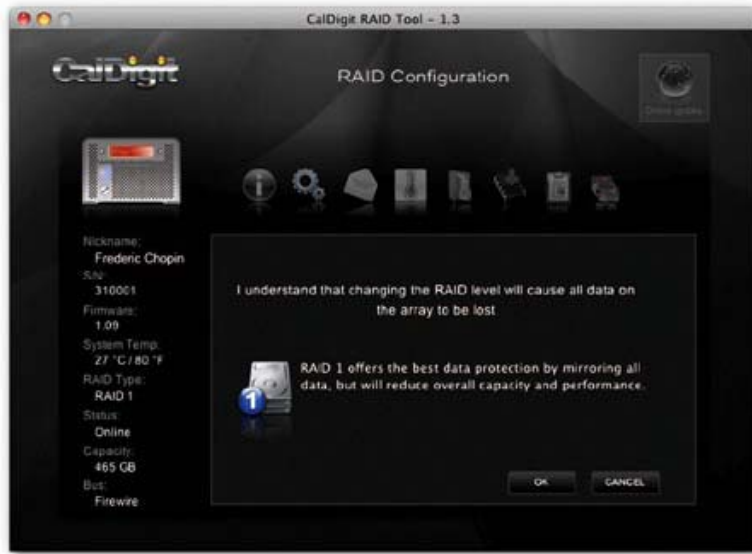 CalDigit RAID Tool - 1.3
CalDigit
RAID Configuration
Nickname:
Frederic Chopin
S/N:
310001
Firmware:
1.09
System Temp:
27 °C / 80 °F
RAID Type:
RAID 1
Status:
Online
Capacity:
465 GB
Bus:
Firewire
I understand that changing the RAID level will cause all data on
the array to be lost
RAID 1 offers the best data protection by mirroring all
data, but will reduce overall capacity and performance.
1
OK
CANCEL